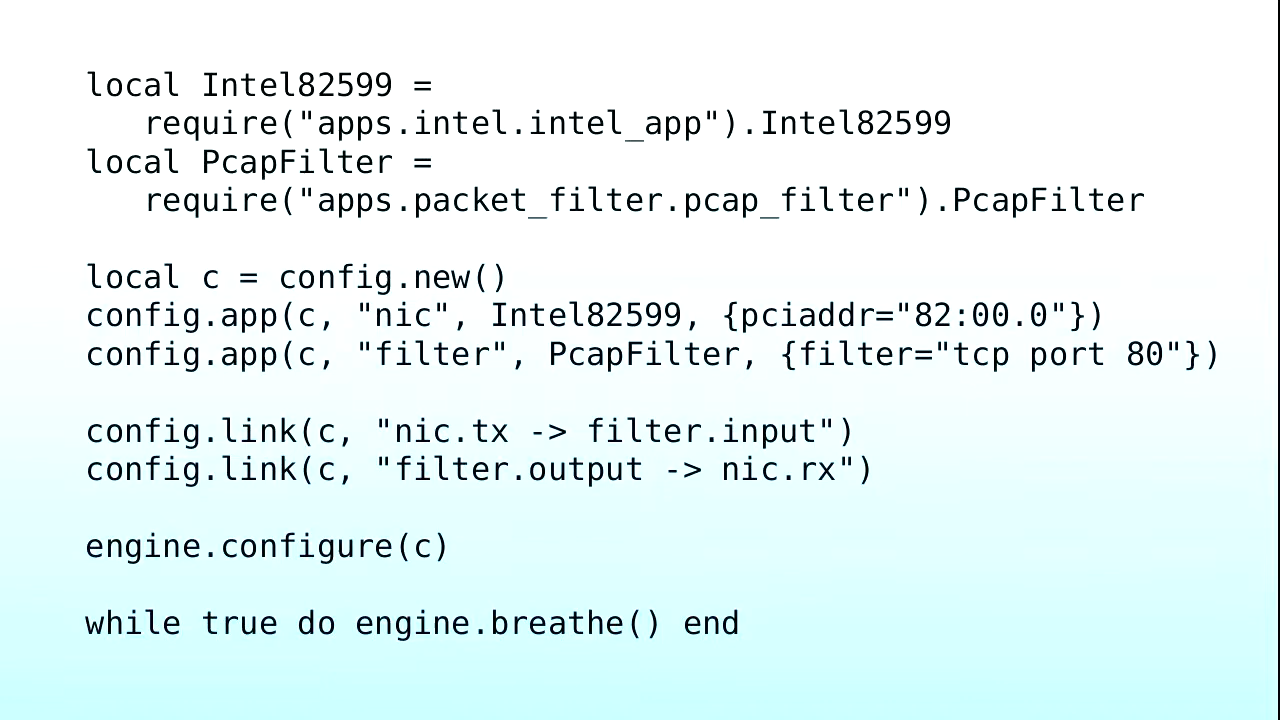 local Intel82599 =
   require("apps.intel.intel_app").Intel82599
local PcapFilter =
   require("apps.packet_filter.pcap_filter").PcapFilter

local c = config.new()
config.app(c, "nic", Intel82599, {pciaddr="82:00.0"})
config.app(c, "filter", PcapFilter, {filter="tcp port 80"})

config.link(c, "nic.tx -> filter.input")
config.link(c, "filter.output -> nic.rx")

engine.configure(c)

while true do engine.breathe() end